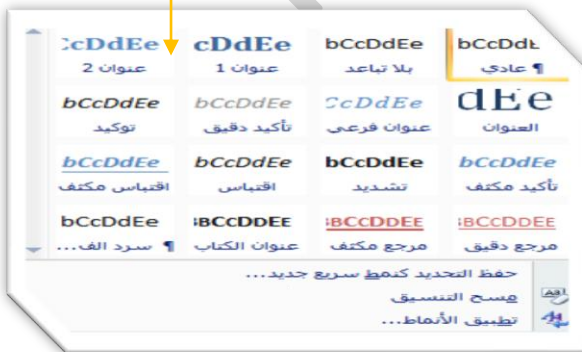 bCcDdE cDdEe bCcDdEe cDdEe
¶ عادي بلا تباعد عنوان 1 عنوان 2
dEe CcDdEe bCcDdEe bCcDdEe
العنوان عنوان فرعي تأكيد دقيق توكيد
bCcDdEe bCcDdEe bCcDdEe bCcDdEe
تأكيد مكثف تشديد اقتباس اقتباس مكثف
BCCDDEE BCCDDEE BCCDDEE bCcDdEe
مرجع دقيق مرجع مكثف عنوان الكتاب ¶ سرد الف...
حفظ التحديد كنمط سريع جديد...
مسح التنسيق
تطبيق الأنماط...